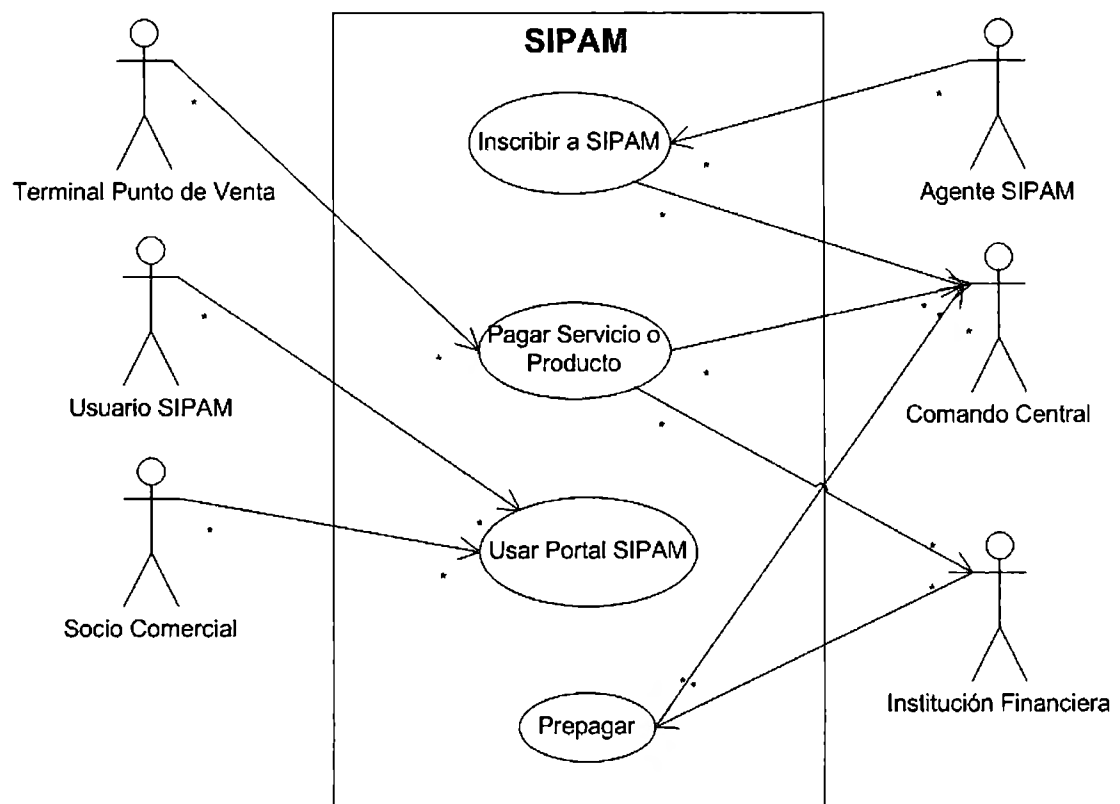 SIPAM
Inscribir a SIPAM
Terminal Punto de Venta
Agente SIPAM
*
*
*
*
Pagar Servicio o
Producto
Usuario SIPAM
Comando Central
*
*
*
*
*
*
*
*
Usar Portal SIPAM
Socio Comercial
*
*
*
*
*
Prepagar
Institución Financiera
*
*